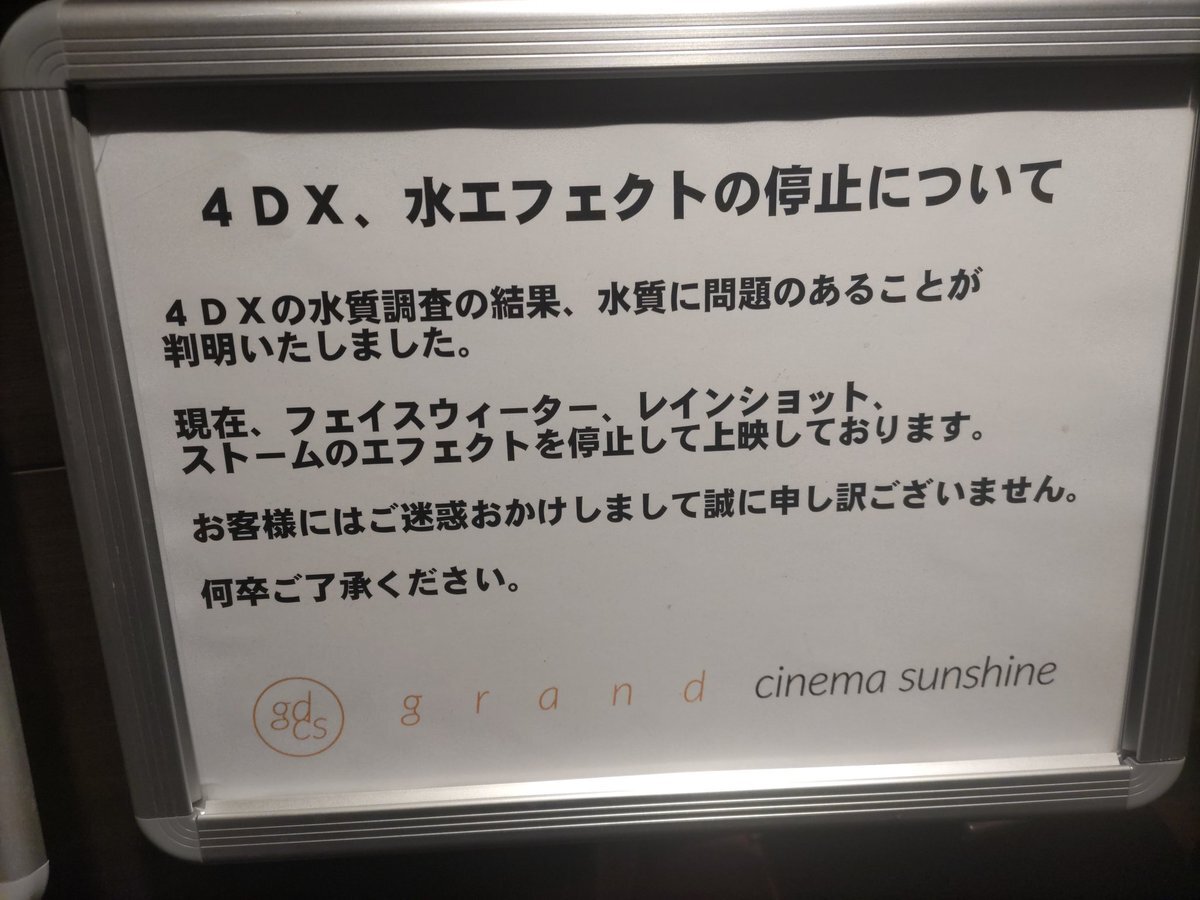 ４ＤＸ、水エフェクトの停止について
４ＤＸの水質調査の結果、水質に問題のあることが
判明いたしました。
現在、フェイスウィーター、レインショット、
ストームのエフェクトを停止して上映しております。
お客様にはご迷惑おかけしまして誠に申し訳ございません。
何卒ご了承ください。
gdcs grand cinema sunshine